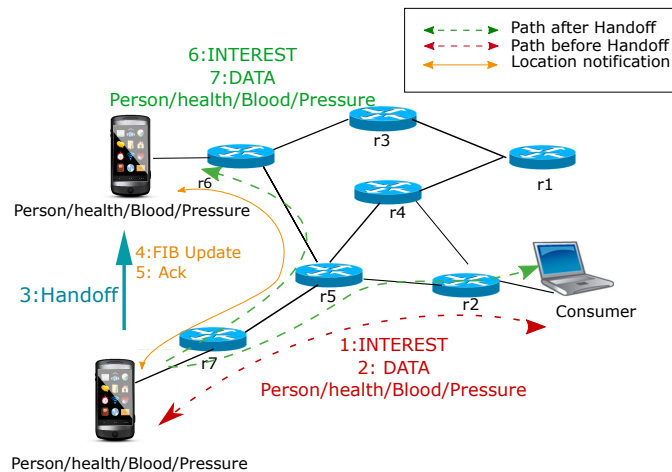 Path after Handoff
Path before Handoff
Location notification
6:INTEREST
7:DATA
Person/health/Blood/Pressure
r3
r1
r6
Person/health/Blood/Pressure
r4
4:FIB Update
5: Ack
3:Handoff
r5
r2
Consumer
r7
1:INTEREST
2: DATA
Person/health/Blood/Pressure
Person/health/Blood/Pressure